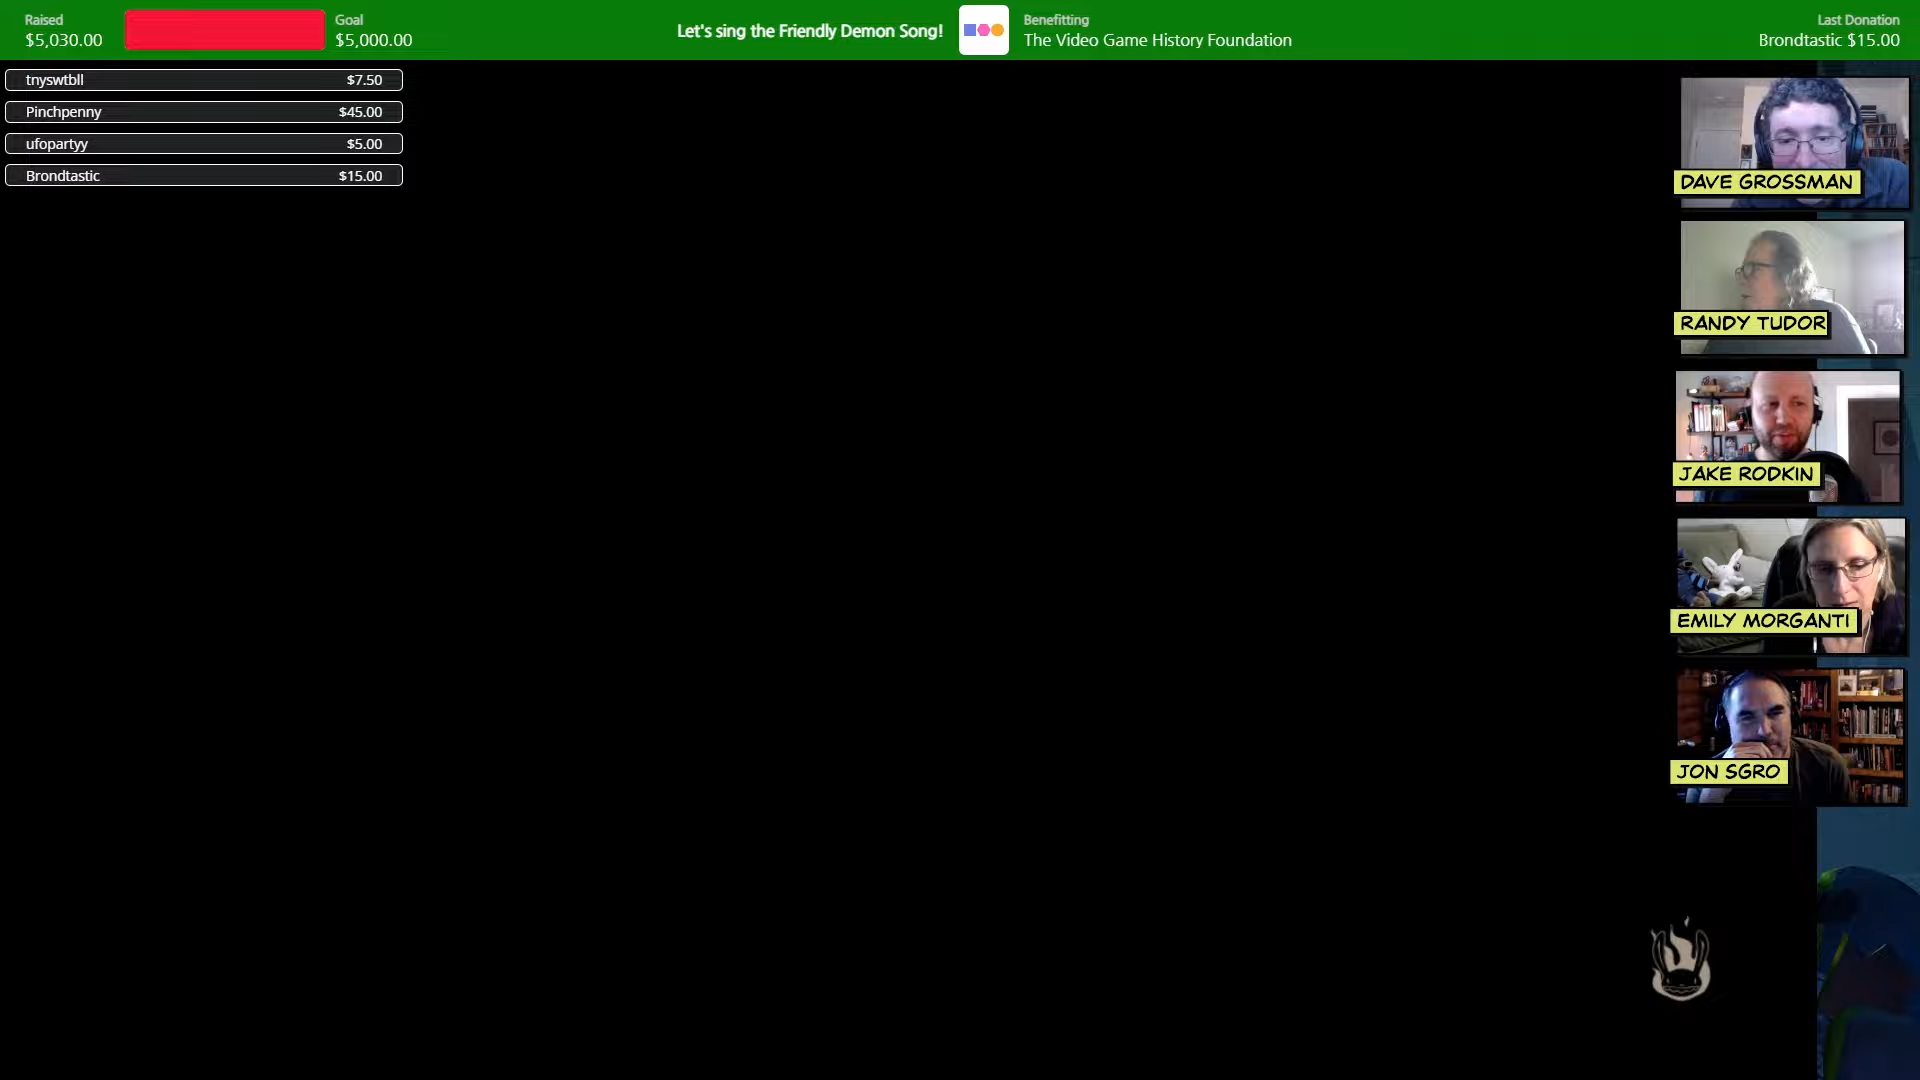 Raised
$5,030.00
Goal
$5,000.00
Let's sing the Friendly Demon Song!
Benefitting
The Video Game History Foundation
Last Donation
Brondtastic $15.00
tnyswtbll $7.50
Pinchpenny $45.00
ufopartyy $5.00
Brondtastic $15.00
DAVE GROSSMAN
RANDY TUDOR
JAKE RODKIN
EMILY MORGANTI
JON SGRO